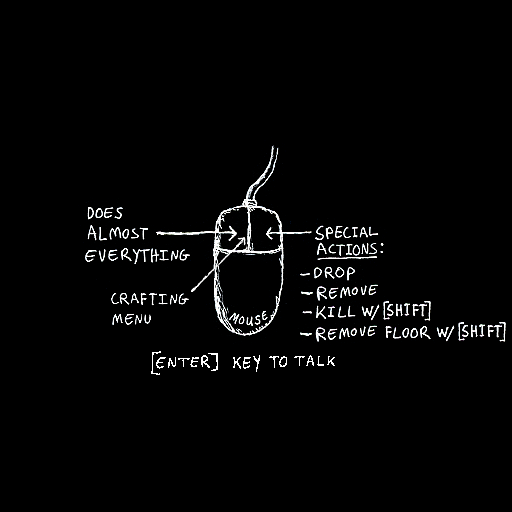 DOES
ALMOST
EVERYTHING
SPECIAL
ACTIONS:
- DROP
- REMOVE
- KILL W/ [SHIFT]
- REMOVE FLOOR W/ [SHIFT]
CRAFTING
MENU
MOUSE
[ENTER] KEY TO TALK